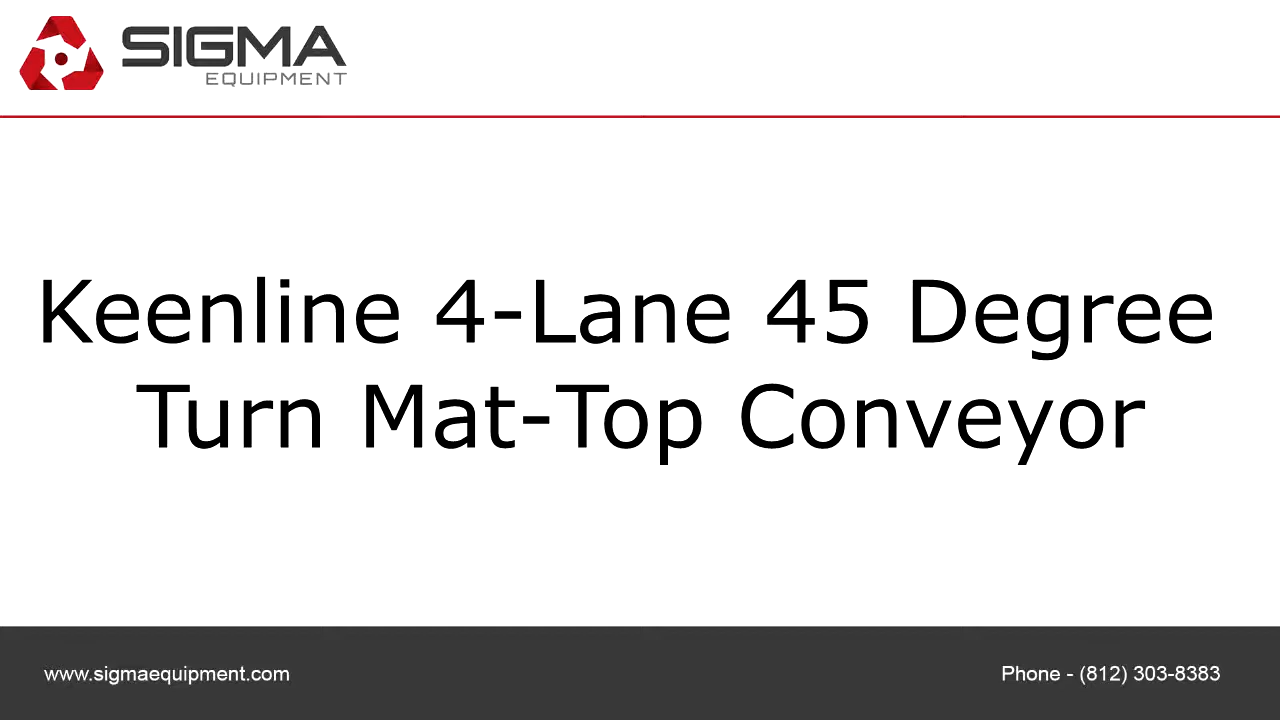 SIGMA
EQUIPMENT
Keenline 4-Lane 45 Degree
Turn Mat-Top Conveyor
www.sigmaequipment.com
Phone - (812) 303-8383